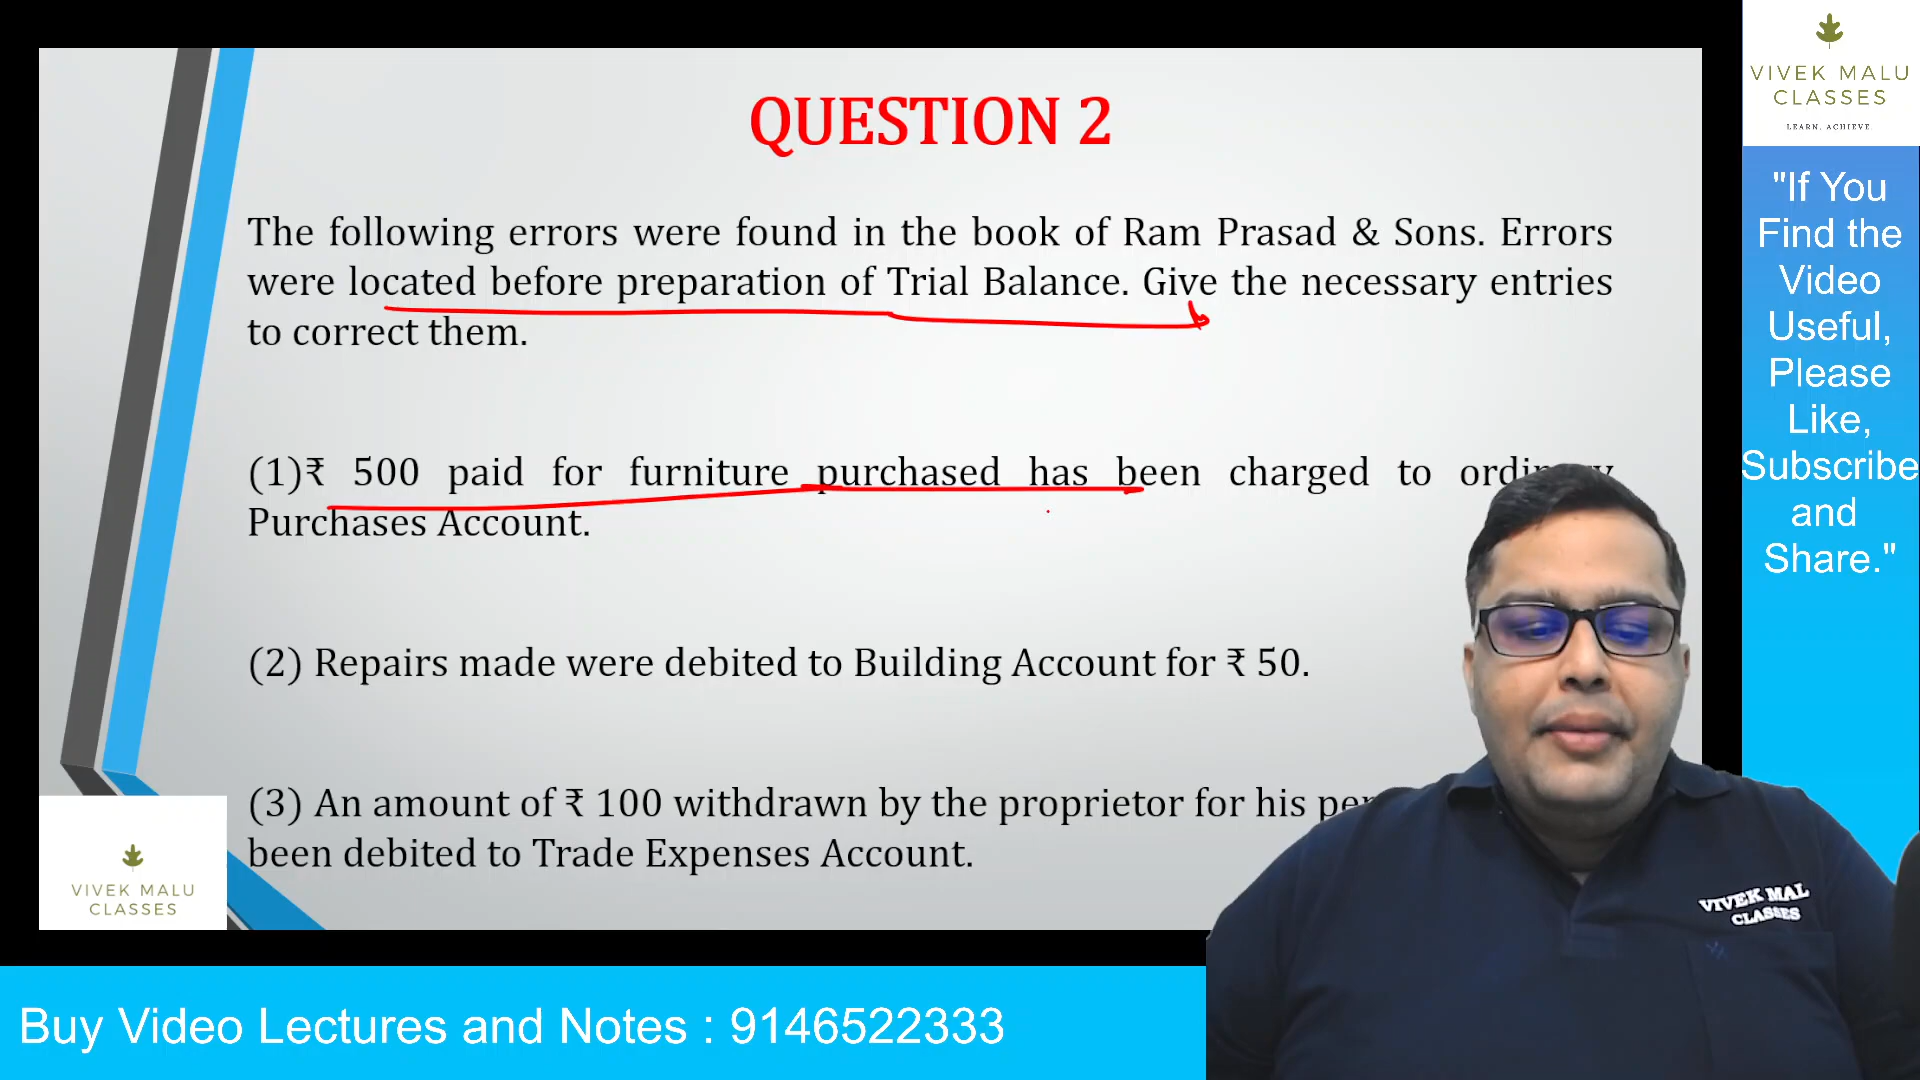 QUESTION 2
The following errors were found in the book of Ram Prasad & Sons. Errors
were located before preparation of Trial Balance. Give the necessary entries
to correct them.
(1)₹ 500 paid for furniture purchased has been charged to
Purchases Account.
(2) Repairs made were debited to Building Account for ₹ 50.
(3) An amount of ₹ 100 withdrawn by the proprietor for his
been debited to Trade Expenses Account.
VIVEK MALU
CLASSES
VIVEK MALU
CLASSES
LEARN. ACHIEVE.
"If You
Find the
Video
Useful,
Please
Like,
Subscribe
and
Share."
VIVEK MAL
CLASSES
Buy Video Lectures and Notes : 9146522333